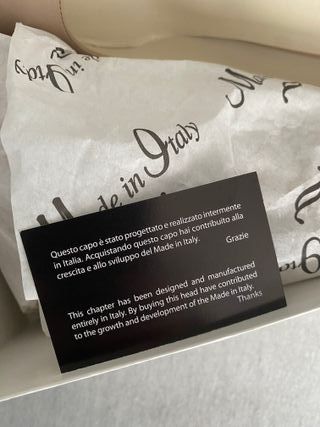 Made in Italy
Made in Italy
Questo capo è stato progettato e realizzato intermente
in Italia. Acquistando questo capo hai contribuito alla
crescita e allo sviluppo del Made in Italy.
Grazie
This chapter has been designed and manufactured
entirely in Italy. By buying this head have contributed
to the growth and development of the Made in Italy.
Thanks